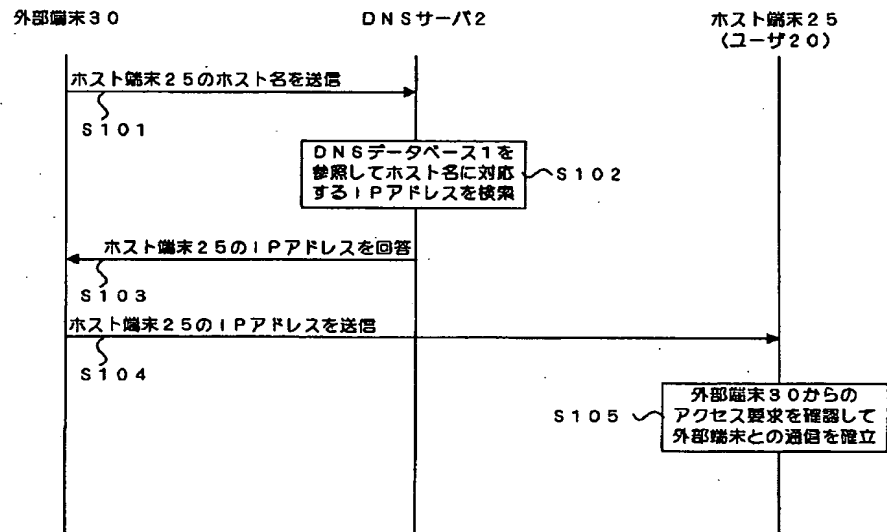 外部端末30
DNSサーバ2
ホスト端末25
(ユーザ20)
ホスト端末25のホスト名を送信
S101
DNSデータベース1を
参照してホスト名に対応
するIPアドレスを検索
S102
ホスト端末25のIPアドレスを回答
S103
ホスト端末25のIPアドレスを送信
S104
外部端末30からの
アクセス要求を確認して
外部端末との通信を確立
S105